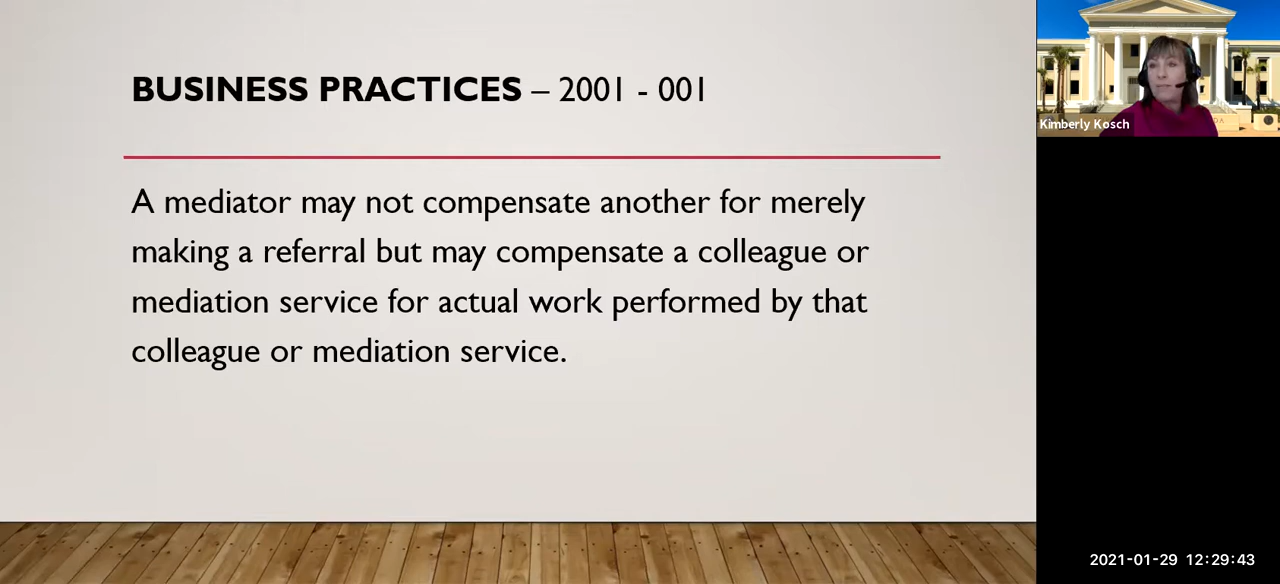 BUSINESS PRACTICES – 2001 - 001
A mediator may not compensate another for merely
making a referral but may compensate a colleague or
mediation service for actual work performed by that
colleague or mediation service.
Kimberly Kosch
2021-01-29 12:29:43